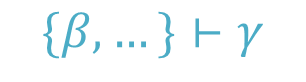 {β, … } ⊢ γ